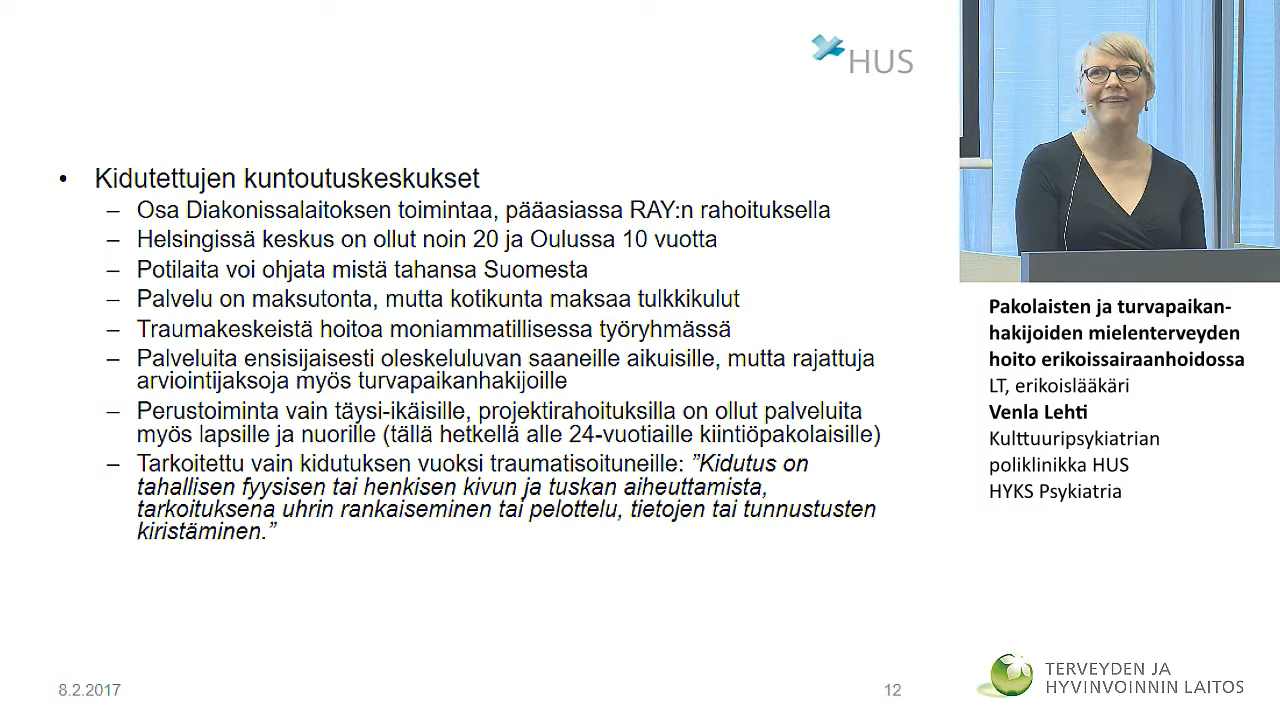 HUS
• Kidutettujen kuntoutuskeskukset
– Osa Diakonissalaitoksen toimintaa, pääasiassa RAY:n rahoituksella
– Helsingissä keskus on ollut noin 20 ja Oulussa 10 vuotta
– Potilaita voi ohjata mistä tahansa Suomesta
– Palvelu on maksutonta, mutta kotikunta maksaa tulkkikulut
– Traumakeskeistä hoitoa moniammatillisessa työryhmässä
– Palveluita ensisijaisesti oleskeluluvan saaneille aikuisille, mutta rajattuja
arviointijaksoja myös turvapaikanhakijoille
– Perustoiminta vain täysi-ikäisille, projektirahoituksilla on ollut palveluita
myös lapsille ja nuorille (tällä hetkellä alle 24-vuotiaille kiintiöpakolaisille)
– Tarkoitettu vain kidutuksen vuoksi traumatisoituneille: ”Kidutus on
tahallisen fyysisen tai henkisen kivun ja tuskan aiheuttamista,
tarkoituksena uhrin rankaiseminen tai pelottelu, tietojen tai tunnustusten
kiristäminen.”
8.2.2017
12
Pakolaisten ja turvapaikan-
hakijoiden mielenterveyden
hoito erikoissairaanhoidossa
LT, erikoislääkäri
Venla Lehti
Kulttuuripsykiatrian
poliklinikka HUS
HYKS Psykiatria
TERVEYDEN JA
HYVINVOINNIN LAITOS